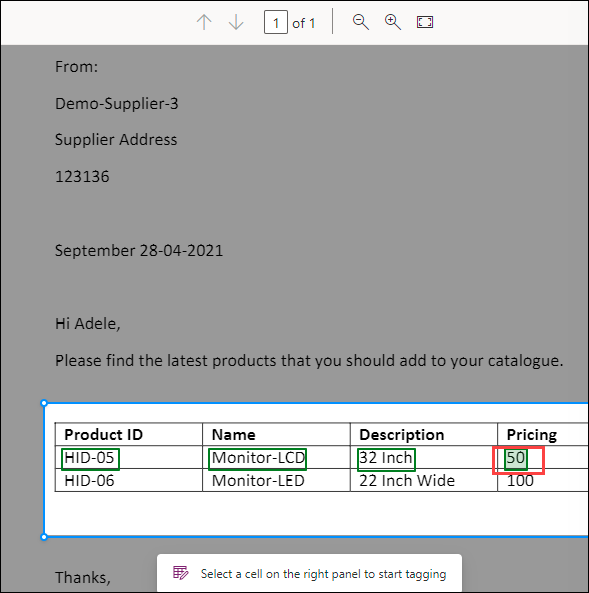 1 of 1
From:
Demo-Supplier-3
Supplier Address
123136
September 28-04-2021
Hi Adele,
Please find the latest products that you should add to your catalogue.
Product ID Name Description Pricing
HID-05 Monitor-LCD 32 Inch 50
HID-06 Monitor-LED 22 Inch Wide 100
Select a cell on the right panel to start tagging
Thanks,